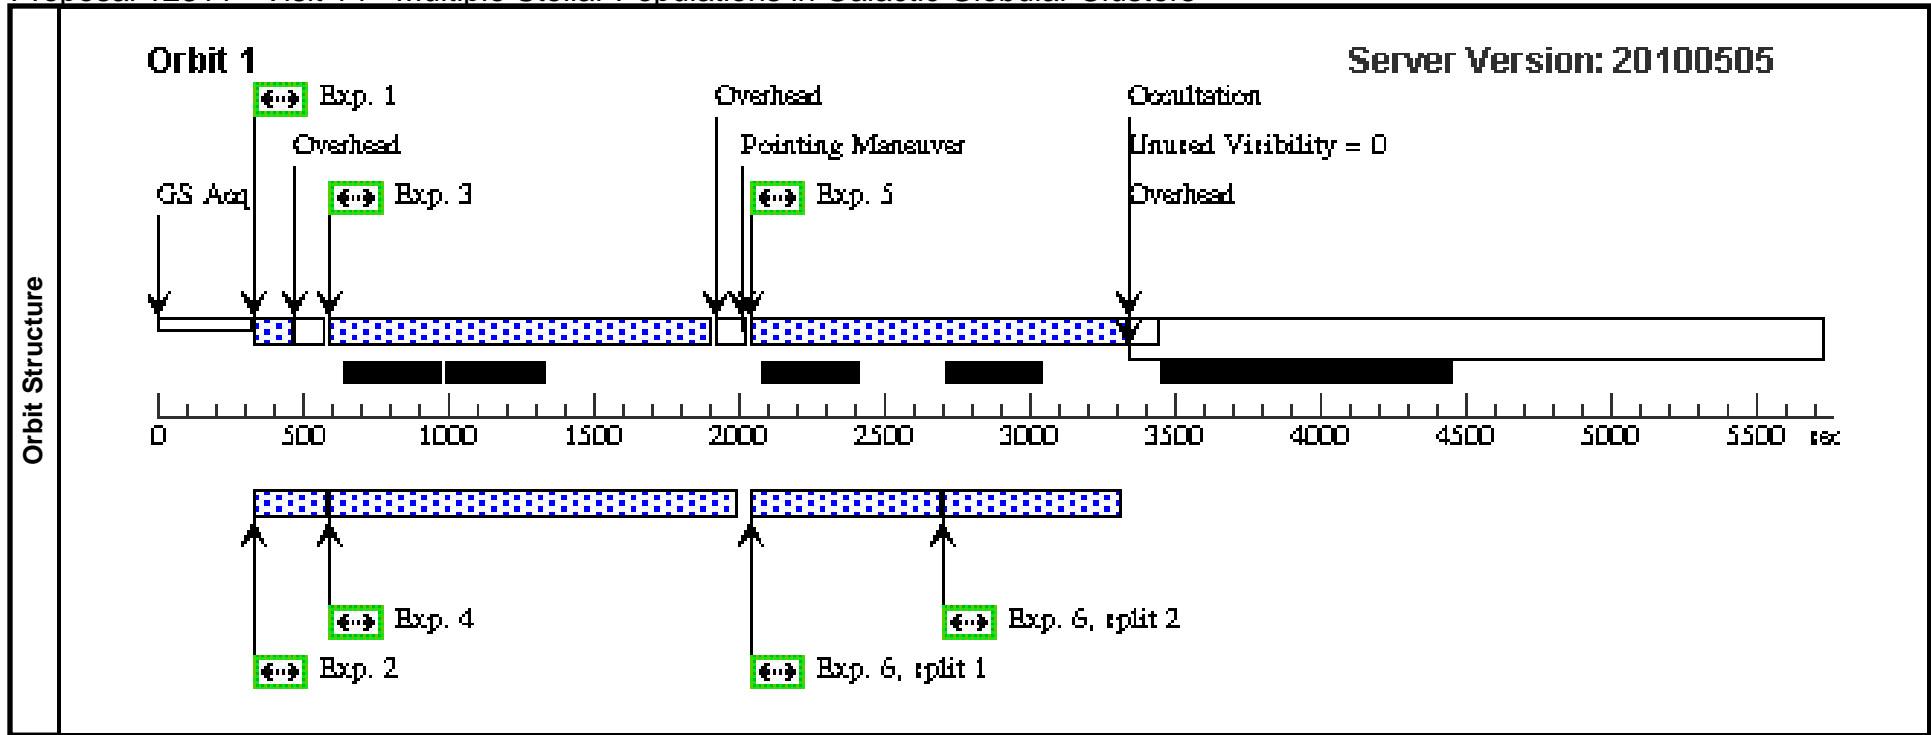 Orbit Structure
Orbit 1
Server Version: 20100505
Exp. 1
Overhead
Occultation
Overhead
Pointing Maneuver
Unused Visibility = 0
GS Acq
Exp. 3
Exp. 5
Overhead
0 500 1000 1500 2000 2500 3000 3500 4000 4500 5000 5500 sec
Exp. 4
Exp. 6, split 2
Exp. 2
Exp. 6, split 1